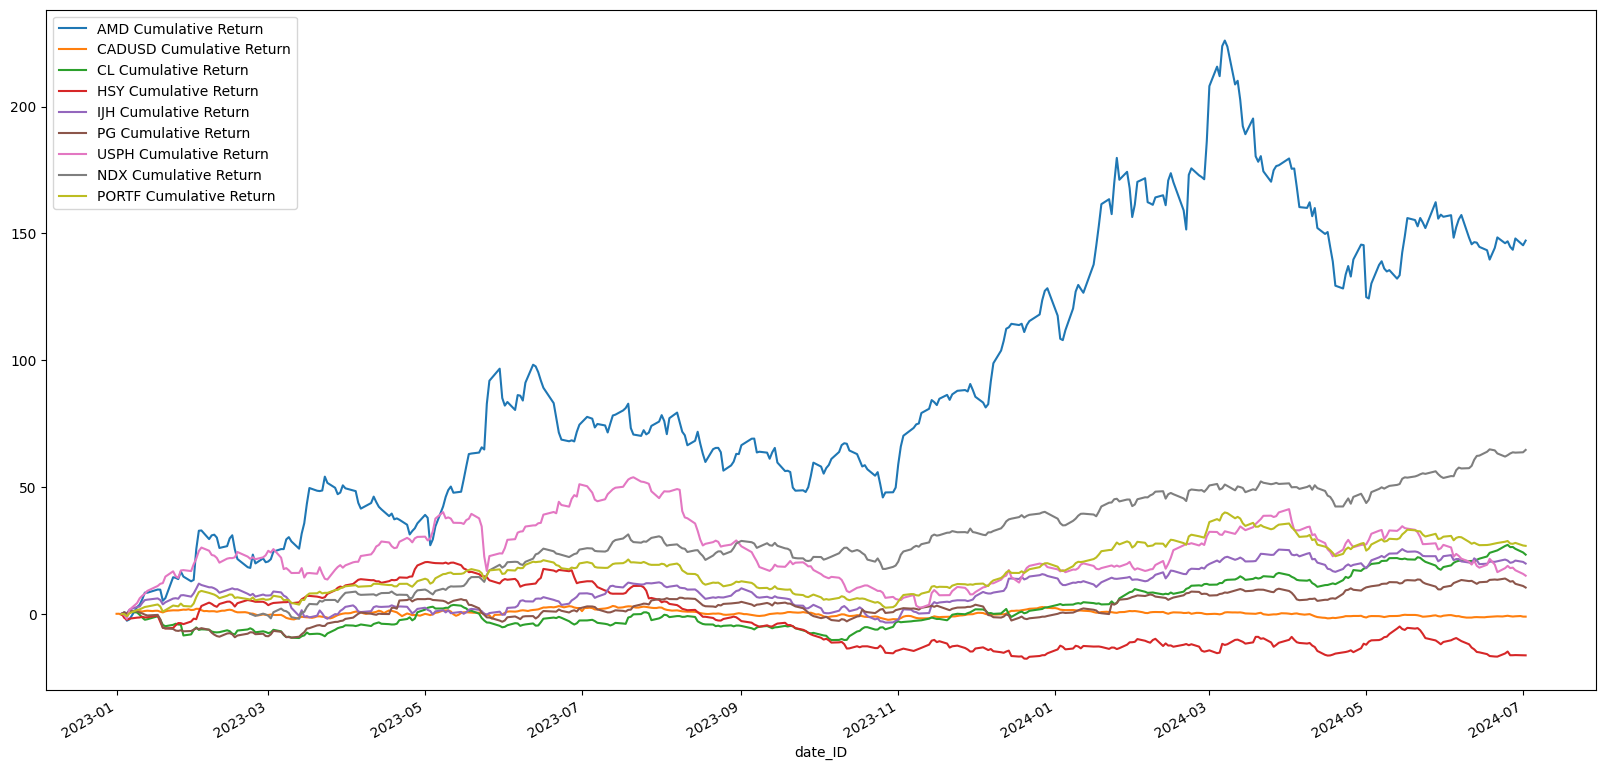 AMD Cumulative Return
CADUSD Cumulative Return
CL Cumulative Return
HSY Cumulative Return
IJH Cumulative Return
PG Cumulative Return
USPH Cumulative Return
NDX Cumulative Return
PORTF Cumulative Return
200
150
100
50
0
2023-01
2023-03
2023-05
2023-07
2023-09
2023-11
2024-01
2024-03
2024-05
2024-07
date_ID